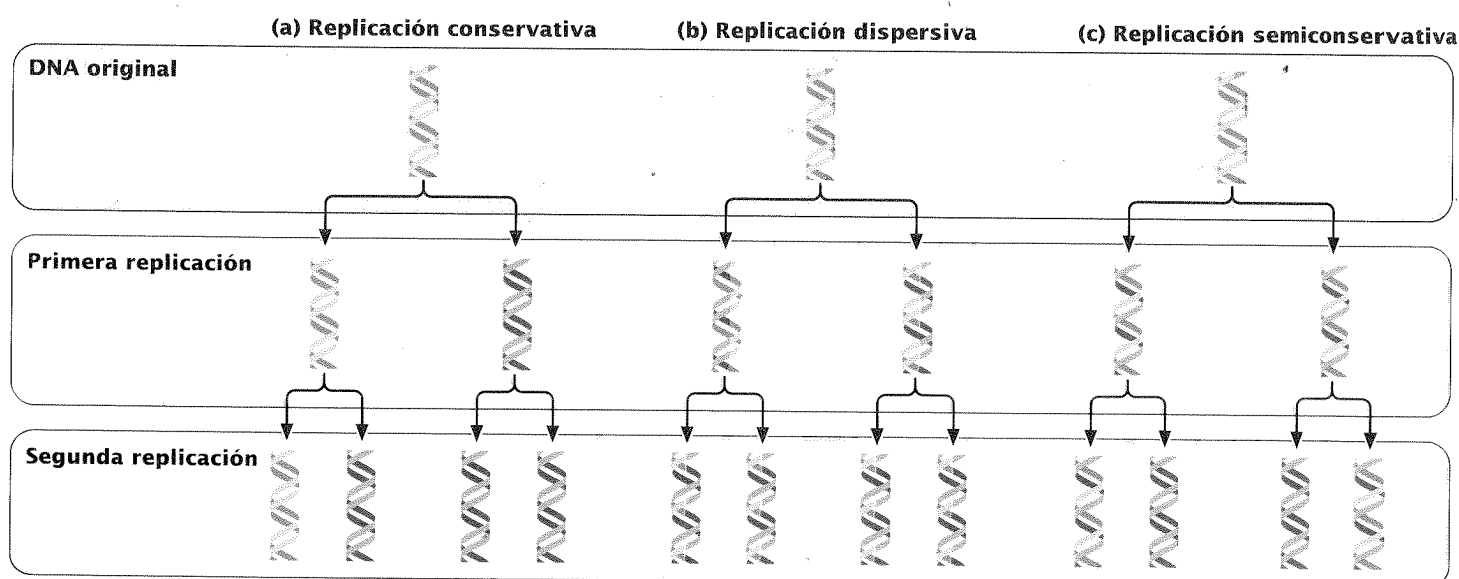 (a) Replicación conservativa (b) Replicación dispersiva (c) Replicación semiconservativa
DNA original
Primera replicación
Segunda replicación